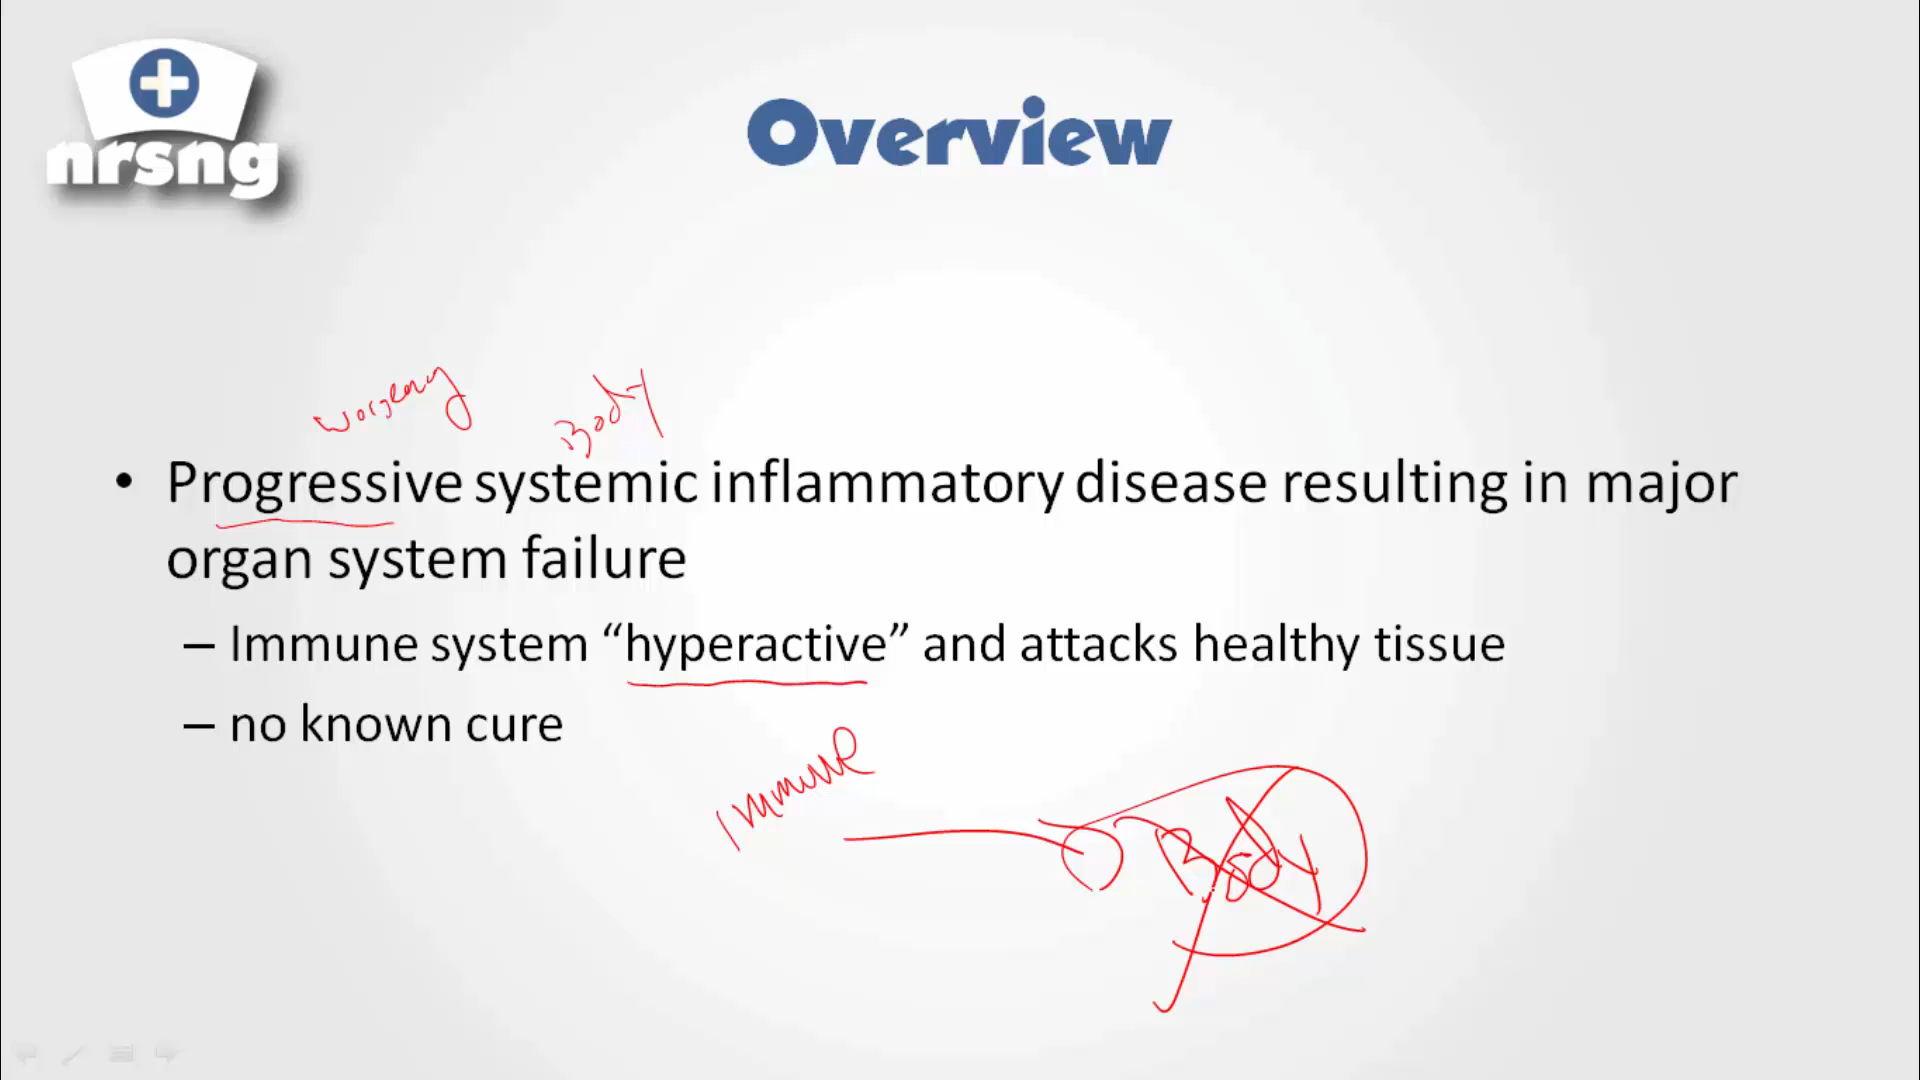 nrsng
Overview
Body
• Progressive systemic inflammatory disease resulting in major
organ system failure
– Immune system “hyperactive” and attacks healthy tissue
– no known cure
Immune
Body